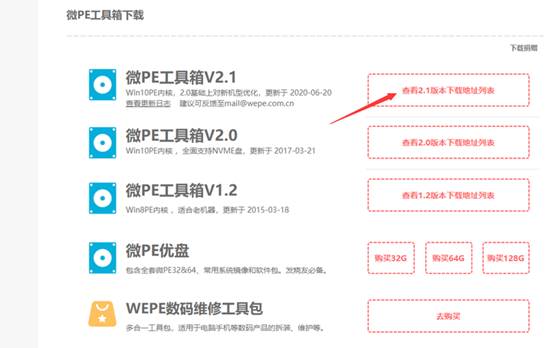 微PE工具箱下载
下载捐赠
微PE工具箱V2.1
Win10PE内核，2.0基础上对新机型优化，更新于 2020-06-20
查看更新日志 建议可反馈至mail@wepe.com.cn
查看2.1版本下载地址列表
微PE工具箱V2.0
Win10PE内核 ，全面支持NVME盘，更新于 2017-03-21
查看2.0版本下载地址列表
微PE工具箱V1.2
Win8PE内核 ，适合老机器，更新于 2015-03-18
查看1.2版本下载地址列表
微PE优盘
包含全套微PE32&64，常用系统镜像和软件包。发烧友必备。
购买32G 购买64G 购买128G
WEPE数码维修工具包
多合一工具包，适用于电脑手机等数码产品的拆装、维护等。
去购买